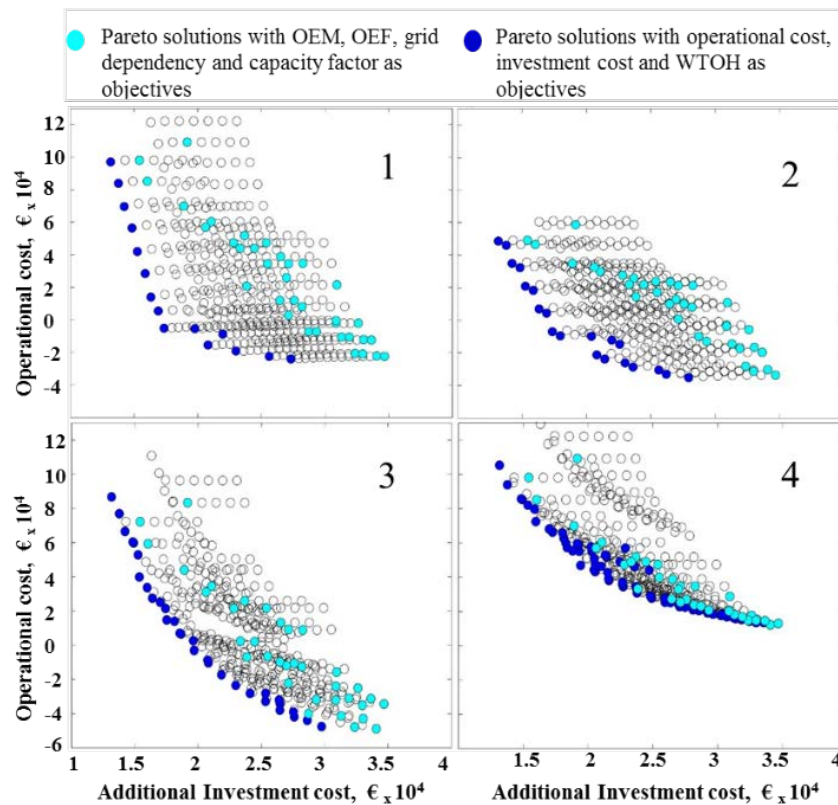 Pareto solutions with OEM, OEF, grid
dependency and capacity factor as
objectives
Pareto solutions with operational cost,
investment cost and WTOH as
objectives
12
10
8
6
4
2
0
-2
-4
Operational cost, € x 10⁴
1
2
12
10
8
6
4
2
0
-2
-4
-6
Operational cost, € x 10⁴
3
4
1 1.5 2 2.5 3 3.5 4
1.5 2 2.5 3 3.5 4
Additional Investment cost, € x 10⁴
Additional Investment cost, € x 10⁴